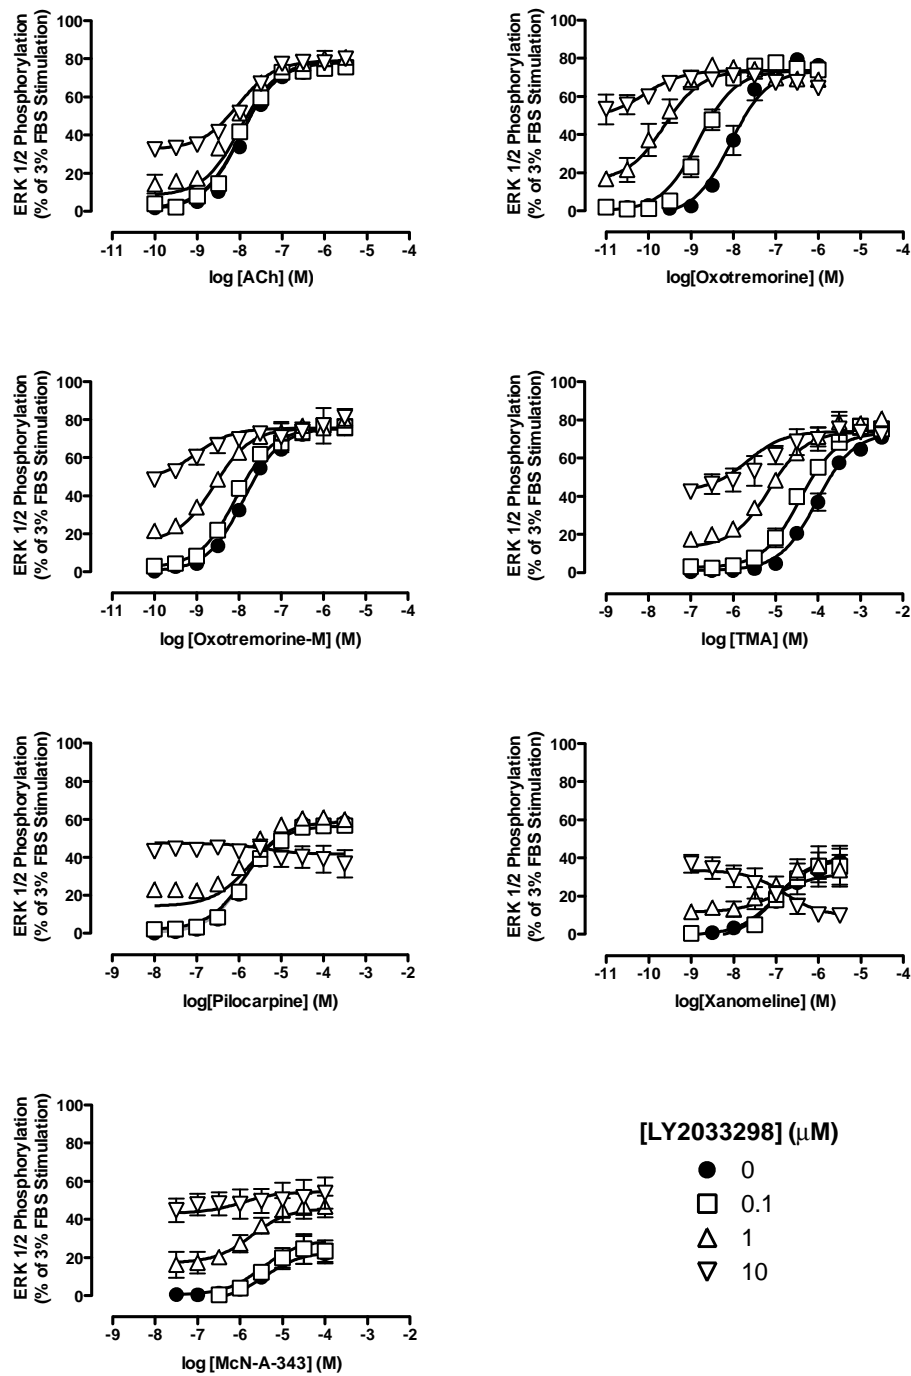 ERK 1/2 Phosphorylation
(% of 3% FBS Stimulation)
100
80
60
40
20
0
-11 -10 -9 -8 -7 -6 -5 -4
log [ACh] (M)
ERK 1/2 Phosphorylation
(% of 3% FBS Stimulation)
100
80
60
40
20
0
-11 -10 -9 -8 -7 -6 -5 -4
log[Oxotremorine] (M)
ERK 1/2 Phosphorylation
(% of 3% FBS Stimulation)
100
80
60
40
20
0
-11 -10 -9 -8 -7 -6 -5 -4
log [Oxotremorine-M] (M)
ERK 1/2 Phosphorylation
(% of 3% FBS Stimulation)
100
80
60
40
20
0
-9 -8 -7 -6 -5 -4 -3 -2
log [TMA] (M)
ERK 1/2 Phosphorylation
(% of 3% FBS Stimulation)
100
80
60
40
20
0
-9 -8 -7 -6 -5 -4 -3 -2
log[Pilocarpine] (M)
ERK 1/2 Phosphorylation
(% of 3% FBS Stimulation)
100
80
60
40
20
0
-11 -10 -9 -8 -7 -6 -5 -4
log[Xanomeline] (M)
ERK 1/2 Phosphorylation
(% of 3% FBS Stimulation)
100
80
60
40
20
0
-9 -8 -7 -6 -5 -4 -3 -2
log [McN-A-343] (M)
[LY2033298] (μM)
0
0.1
1
10